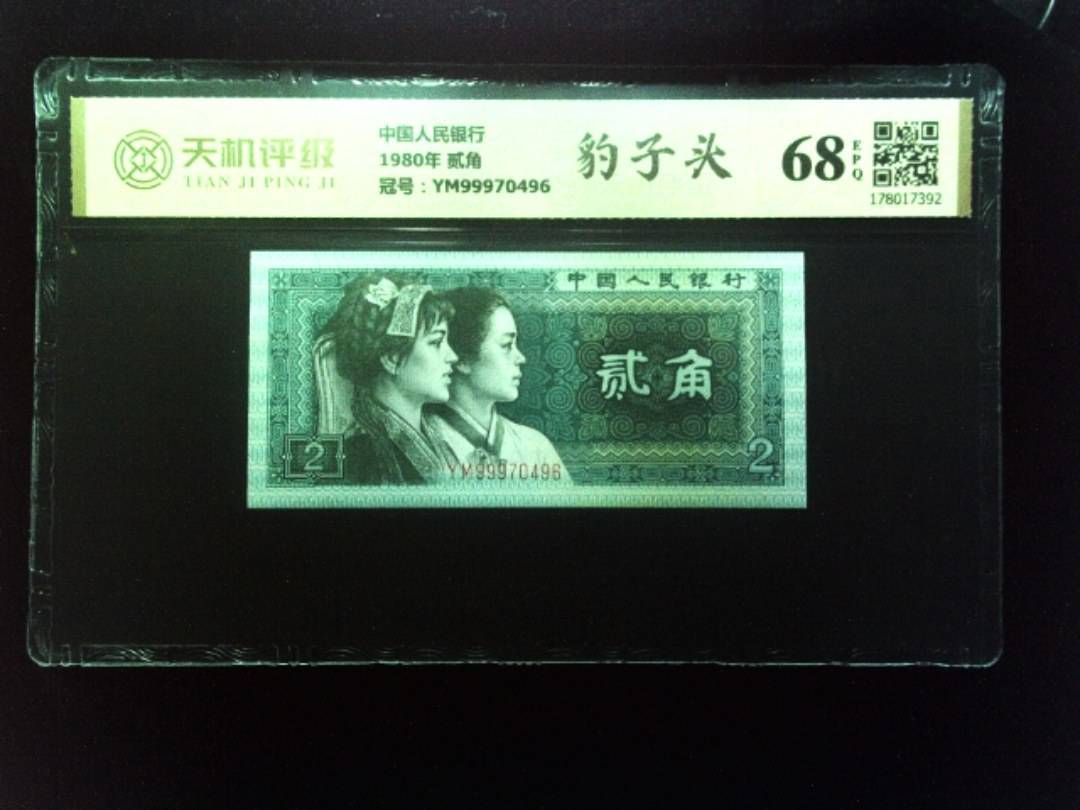 天机评级
TIAN JI PING JI
中国人民银行
1980年 贰角
冠号：YM99970496
豹子头
68
EPQ
178017392
中国人民银行
贰角
2
2
YM99970496